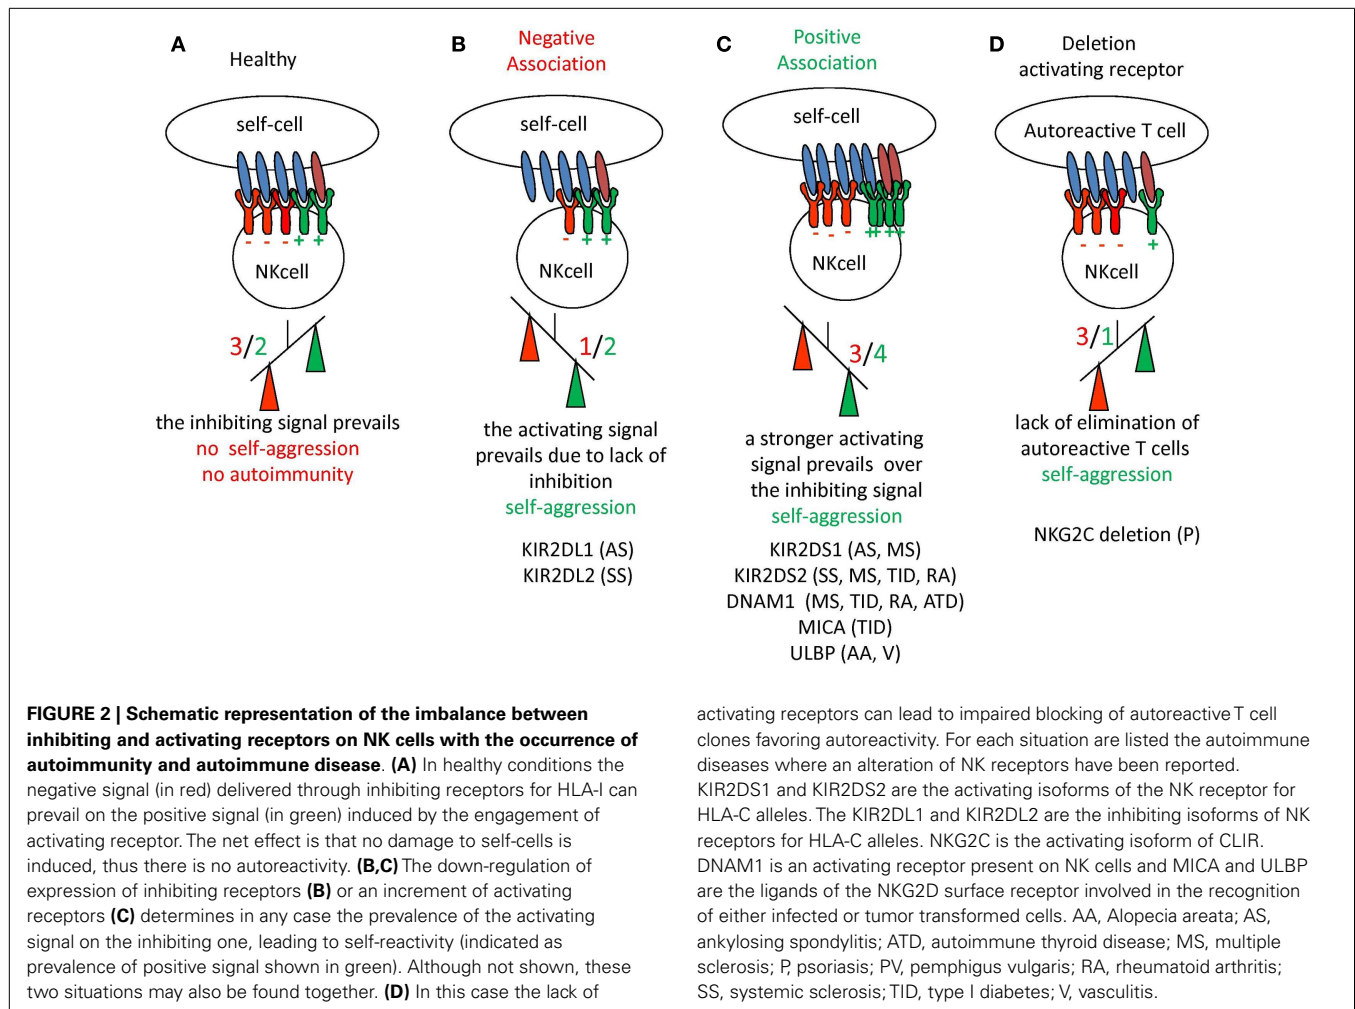 A
Healthy
self-cell
- - - + +
NKcell
3/2
the inhibiting signal prevails
no self-aggression
no autoimmunity
B
Negative
Association
self-cell
- + +
NKcell
1/2
the activating signal
prevails due to lack of
inhibition
self-aggression
KIR2DL1 (AS)
KIR2DL2 (SS)
C
Positive
Association
self-cell
- - - ++++
NKcell
3/4
a stronger activating
signal prevails over
the inhibiting signal
self-aggression
KIR2DS1 (AS, MS)
KIR2DS2 (SS, MS, TID, RA)
DNAM1 (MS, TID, RA, ATD)
MICA (TID)
ULBP (AA, V)
D
Deletion
activating receptor
Autoreactive T cell
- - - +
NKcell
3/1
lack of elimination of
autoreactive T cells
self-aggression
NKG2C deletion (P)
FIGURE 2 | Schematic representation of the imbalance between
inhibiting and activating receptors on NK cells with the occurrence of
autoimmunity and autoimmune disease. (A) In healthy conditions the
negative signal (in red) delivered through inhibiting receptors for HLA-I can
prevail on the positive signal (in green) induced by the engagement of
activating receptor. The net effect is that no damage to self-cells is
induced, thus there is no autoreactivity. (B,C) The down-regulation of
expression of inhibiting receptors (B) or an increment of activating
receptors (C) determines in any case the prevalence of the activating
signal on the inhibiting one, leading to self-reactivity (indicated as
prevalence of positive signal shown in green). Although not shown, these
two situations may also be found together. (D) In this case the lack of
activating receptors can lead to impaired blocking of autoreactive T cell
clones favoring autoreactivity. For each situation are listed the autoimmune
diseases where an alteration of NK receptors have been reported.
KIR2DS1 and KIR2DS2 are the activating isoforms of the NK receptor for
HLA-C alleles. The KIR2DL1 and KIR2DL2 are the inhibiting isoforms of NK
receptors for HLA-C alleles. NKG2C is the activating isoform of CLIR.
DNAM1 is an activating receptor present on NK cells and MICA and ULBP
are the ligands of the NKG2D surface receptor involved in the recognition
of either infected or tumor transformed cells. AA, Alopecia areata; AS,
ankylosing spondylitis; ATD, autoimmune thyroid disease; MS, multiple
sclerosis; P, psoriasis; PV, pemphigus vulgaris; RA, rheumatoid arthritis;
SS, systemic sclerosis; TID, type I diabetes; V, vasculitis.